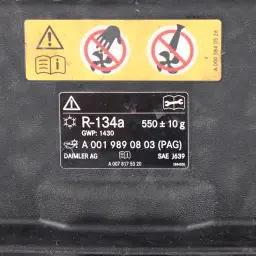 A 000 584 05 26
R-134a 550 ± 10 g
GWP: 1430
A 001 989 08 03 (PAG)
DAIMLER AG SAE J639
A 007 817 53 20